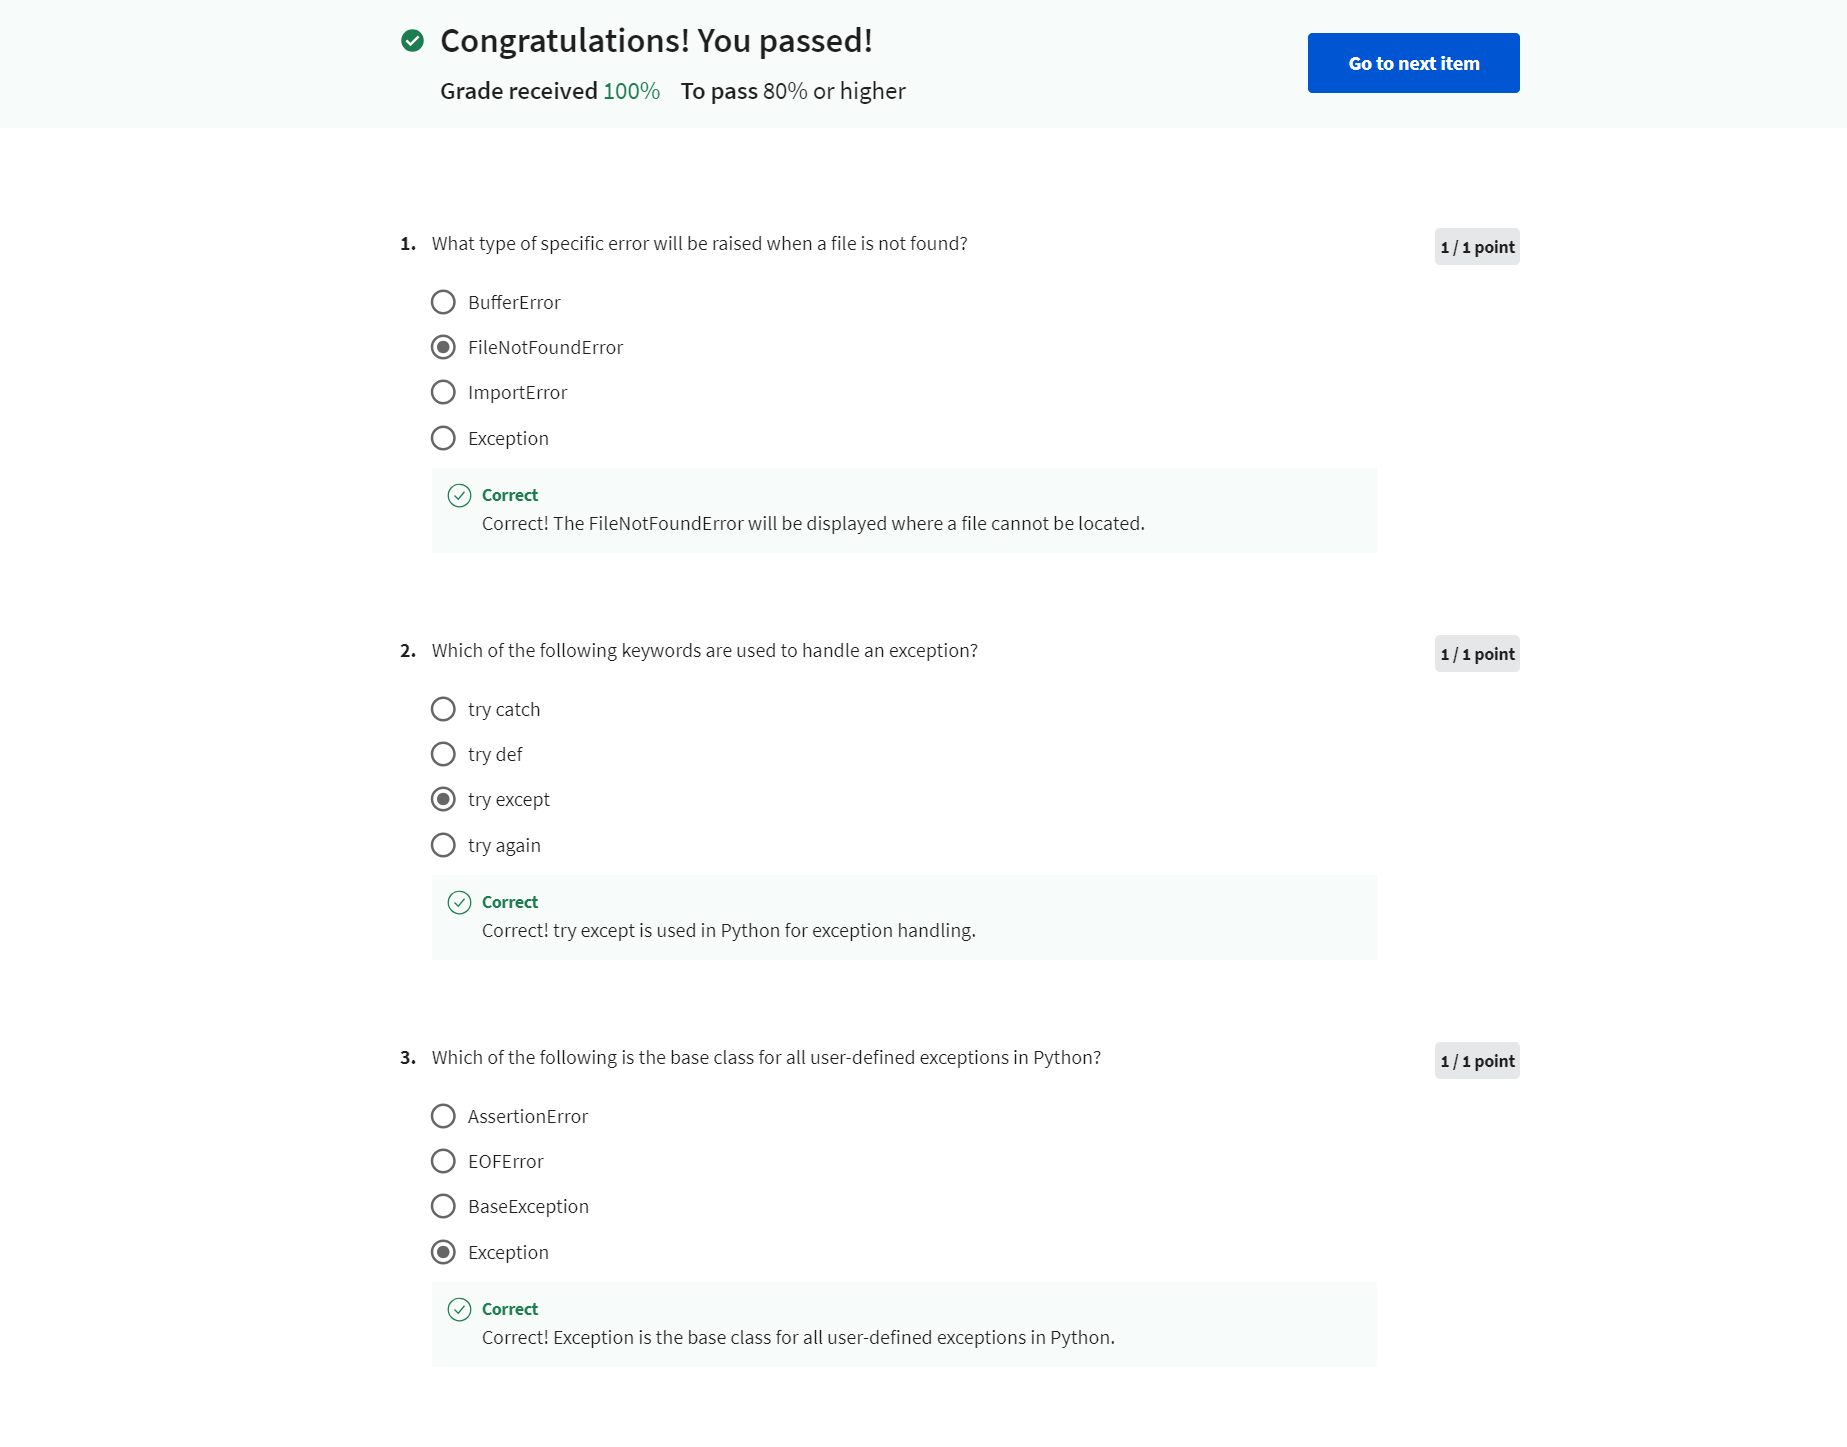 Congratulations! You passed!
Grade received 100% To pass 80% or higher
Go to next item
1. What type of specific error will be raised when a file is not found?
1 / 1 point
BufferError
FileNotFoundError
ImportError
Exception
Correct
Correct! The FileNotFoundError will be displayed where a file cannot be located.
2. Which of the following keywords are used to handle an exception?
1 / 1 point
try catch
try def
try except
try again
Correct
Correct! try except is used in Python for exception handling.
3. Which of the following is the base class for all user-defined exceptions in Python?
1 / 1 point
AssertionError
EOFError
BaseException
Exception
Correct
Correct! Exception is the base class for all user-defined exceptions in Python.